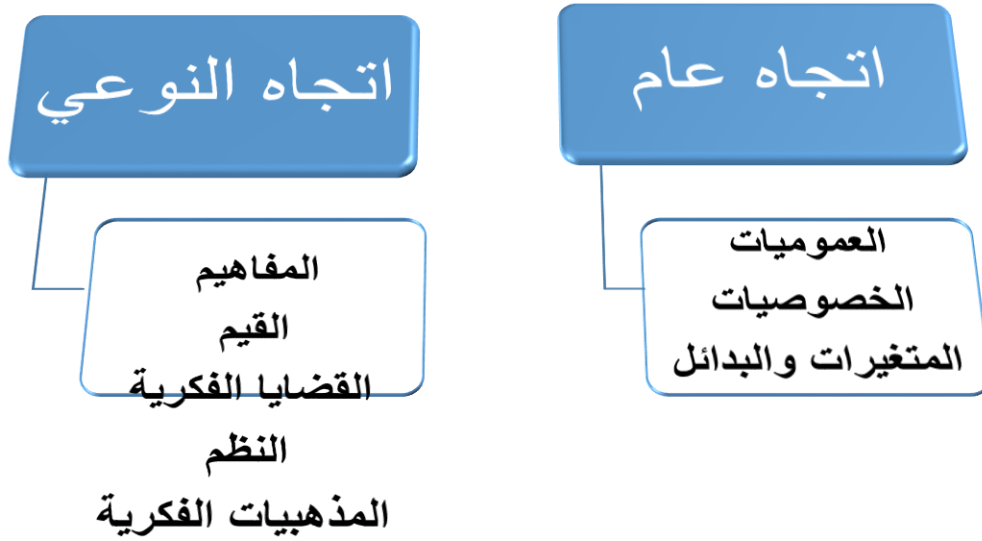 اتجاه عام
العموميات
الخصوصيات
المتغيرات والبدائل
اتجاه النوعي
المفاهيم
القيم
القضايا الفكرية
النظم
المذهبيات الفكرية